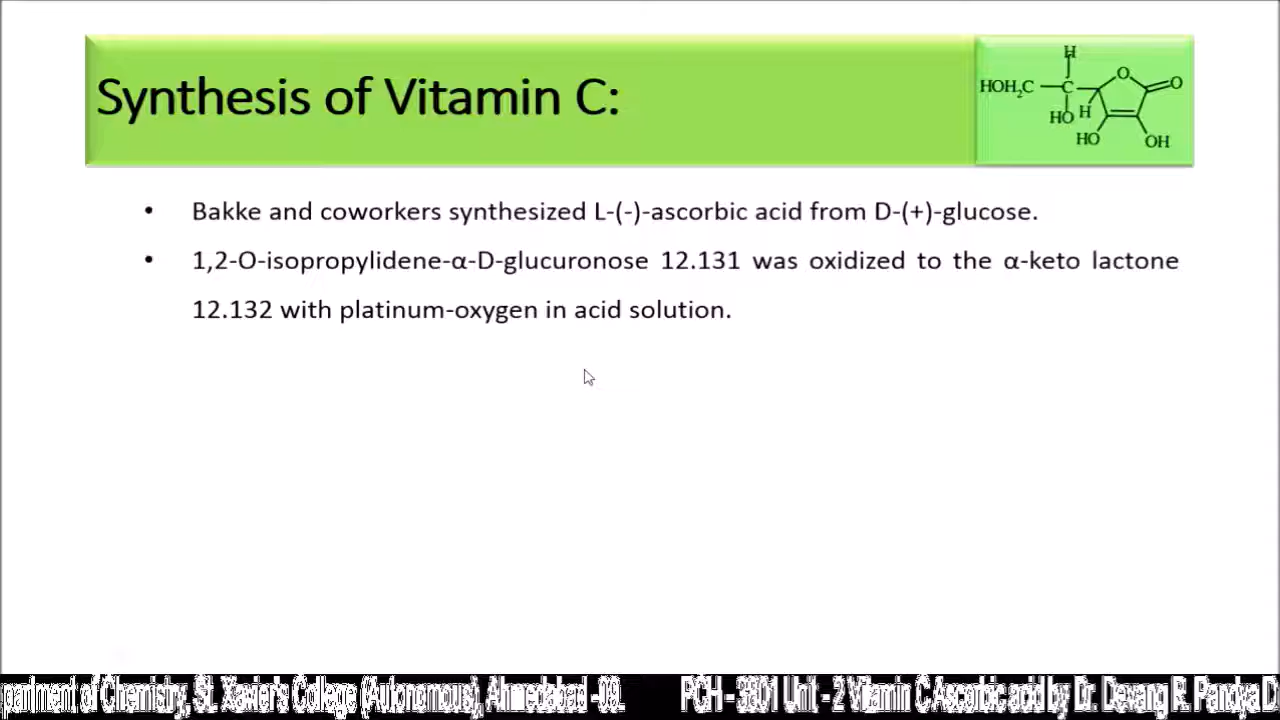 Synthesis of Vitamin C:
H
HOH₂C C O O
HO H
HO OH
• Bakke and coworkers synthesized L-(-)-ascorbic acid from D-(+)-glucose.
• 1,2-O-isopropylidene-α-D-glucuronose 12.131 was oxidized to the α-keto lactone
12.132 with platinum-oxygen in acid solution.
partment of Chemistry, St. Xavier's College (Autonomous), Ahmedabad -09. PCH - 3801 Unit - 2 Vitamin C Ascorbic acid by Dr. Devang R. Pandya D